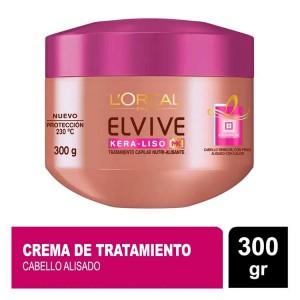 L'ORÉAL
PARIS
ELVIVE
KERA-LISO
TRATAMIENTO CAPILAR NUTRI-ALISANTE
NUEVO
PROTECCIÓN
230 °C
300 g
CREMA DE TRATAMIENTO
CABELLO ALISADO
300
gr